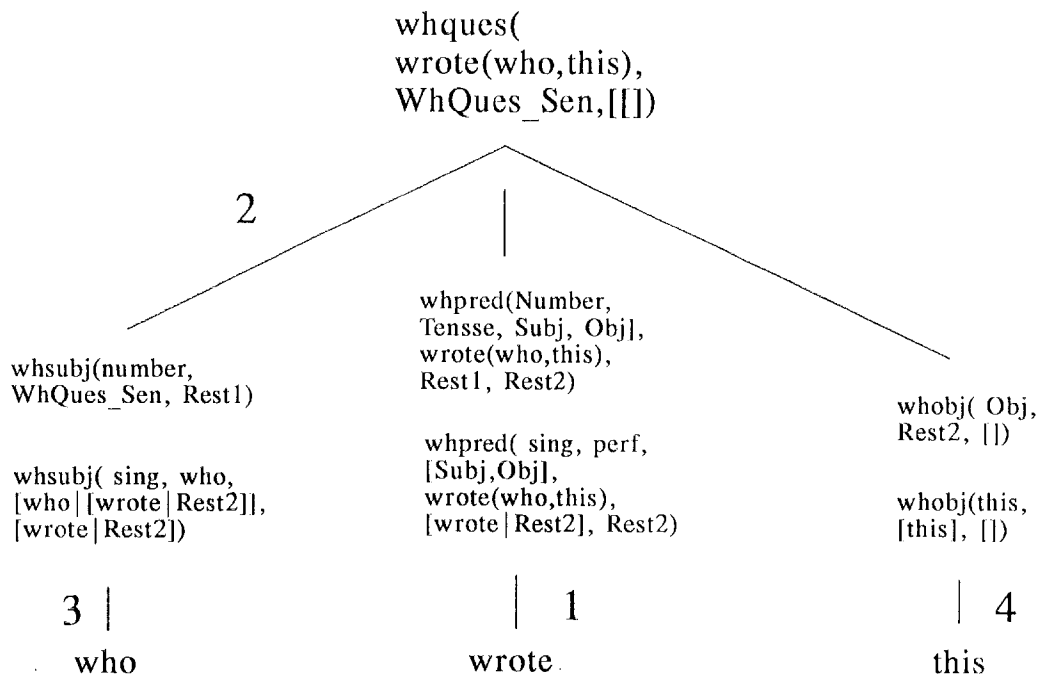 whques(
wrote(who,this),
WhQues_Sen,[[])
2
whsubj(number,
WhQues_Sen, Rest1)
whpred(Number,
Tensse, Subj, Obj],
wrote(who,this),
Rest1, Rest2)
whobj( Obj,
Rest2, [])
whsubj( sing, who,
[who|[wrote|Rest2]],
[wrote|Rest2])
whpred( sing, perf,
[Subj,Obj],
wrote(who,this),
[wrote|Rest2], Rest2)
whobj(this,
[this], [])
3
1
4
who
wrote
this